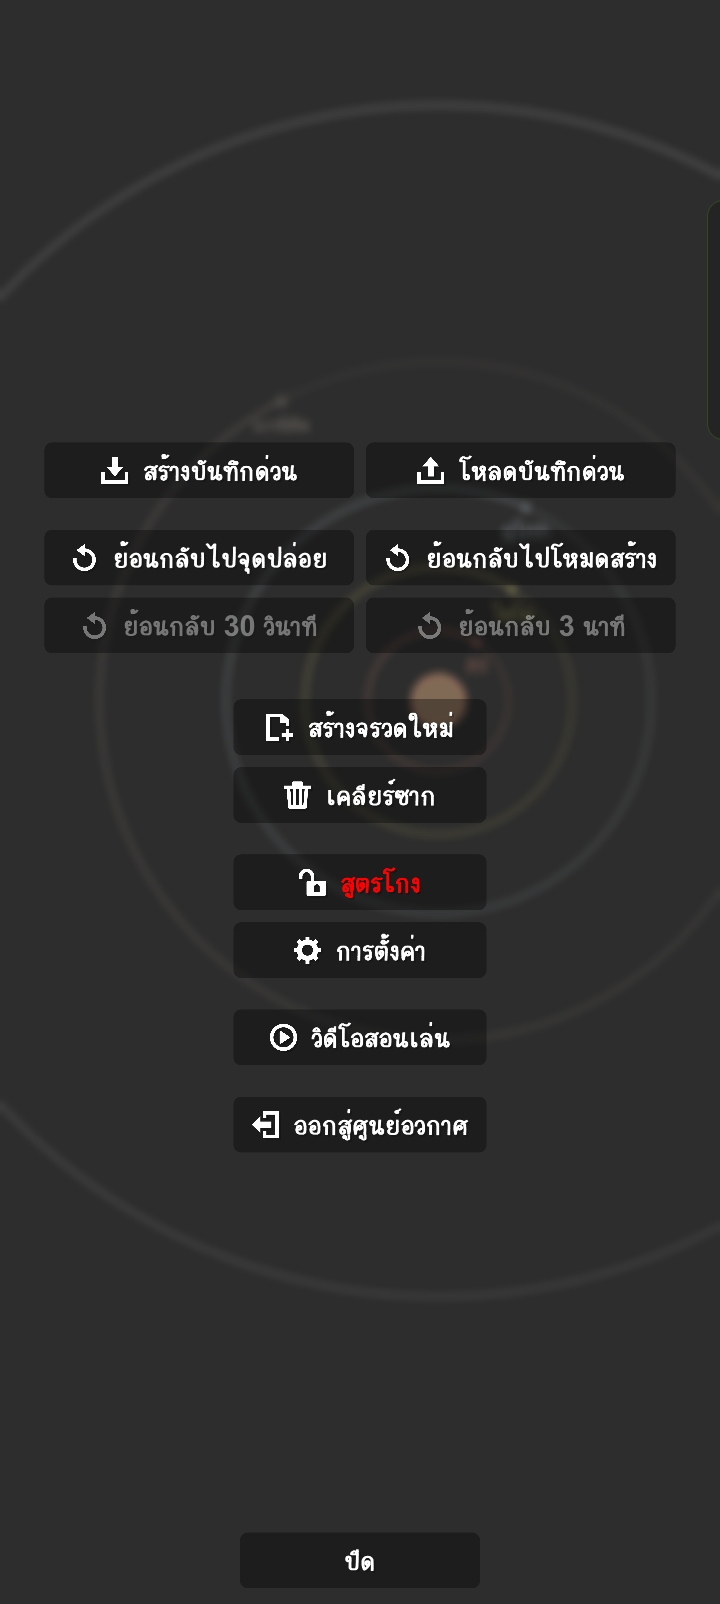 สร้างบันทึกด่วน
โหลดบันทึกด่วน
ย้อนกลับไปจุดปล่อย
ย้อนกลับไปโหมดสร้าง
ย้อนกลับ 30 วินาที
ย้อนกลับ 3 นาที
สร้างจรวดใหม่
เคลียร์ซาก
สูตรโกง
การตั้งค่า
วิดีโอสอนเล่น
ออกสู่ศูนย์อวกาศ
ปิด